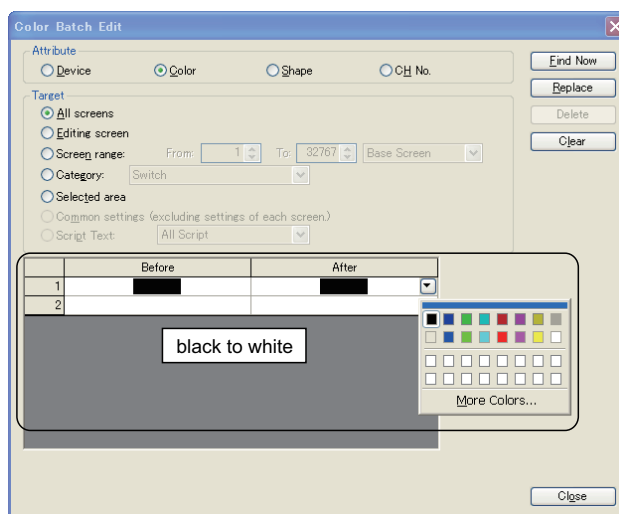 Color Batch Edit
Attribute
Device Color Shape CH No.
Find Now
Replace
Delete
Clear
Target
All screens
Editing screen
Screen range: From: 1 To: 32767 Base Screen
Category: Switch
Selected area
Common settings (excluding settings of each screen.)
Script Text: All Script
Before After
1
2
black to white
More Colors...
Close